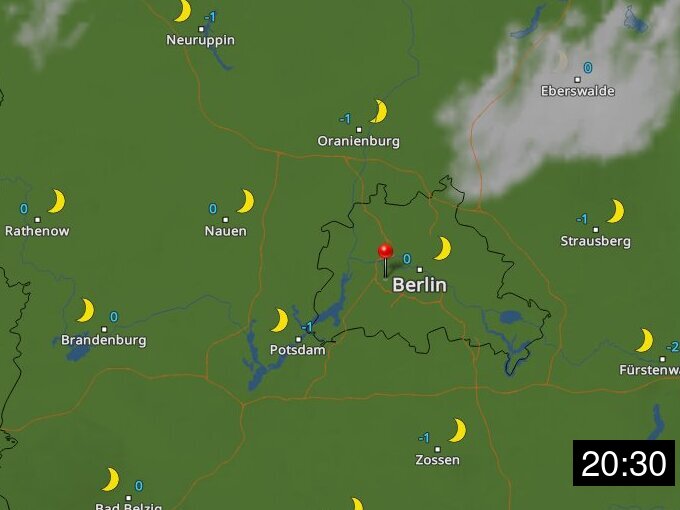 -1
Neuruppin
0
Eberswalde
-1
Oranienburg
0
Rathenow
0
Nauen
-1
Strausberg
0
Berlin
0
Brandenburg
-1
Potsdam
-2
Fürstenwa
-1
Zossen
20:30
0
Bad Belzig